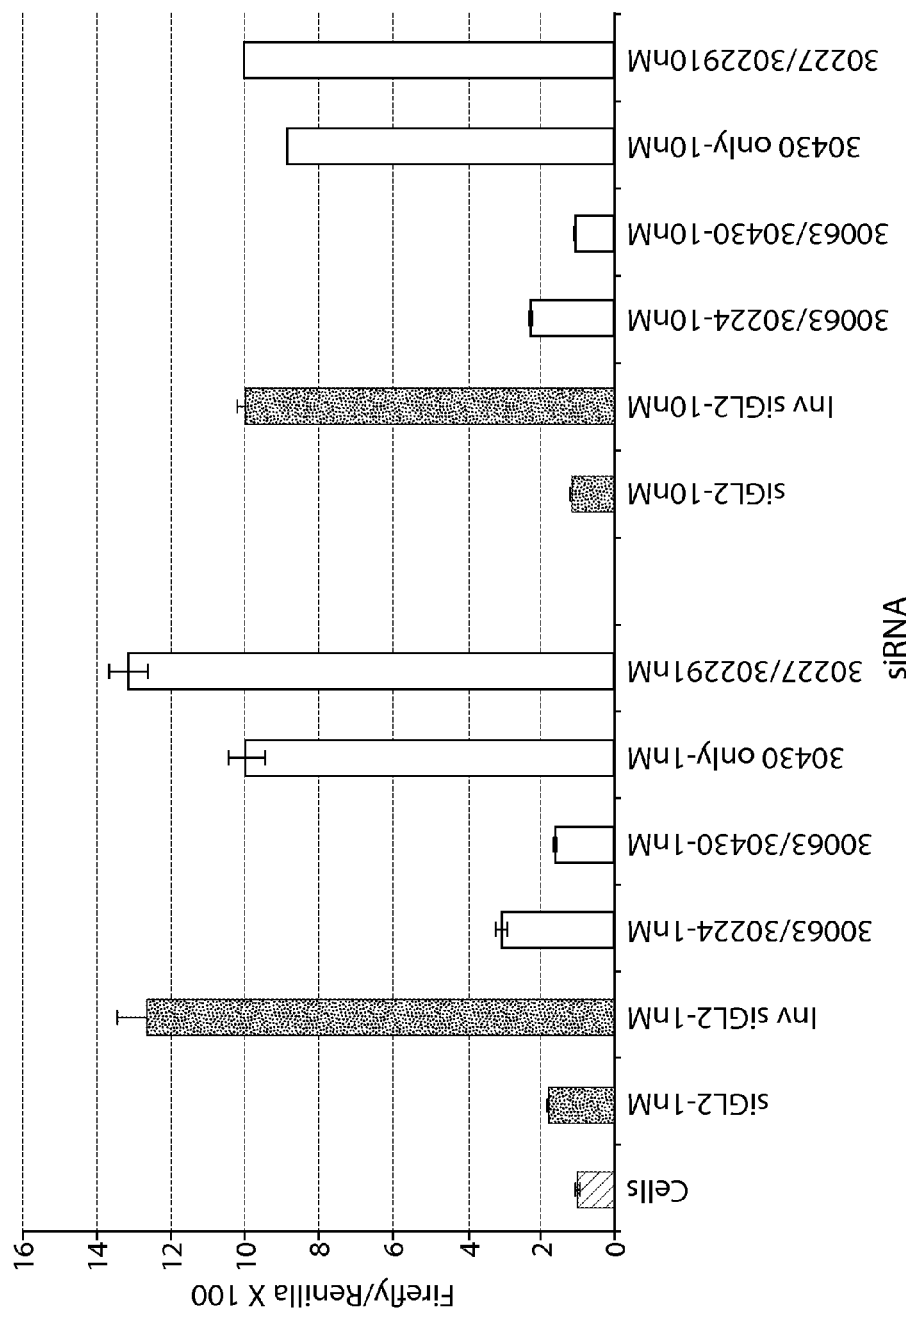 Firefly/Renilla X 100
16
14
12
10
8
6
4
2
0
Cells
siGL2-1nM
Inv siGL2-1nM
30063/30224-1nM
30063/30430-1nM
30430 only-1nM
30227/302291nM
siGL2-10nM
Inv siGL2-10nM
30063/30224-10nM
30063/30430-10nM
30430 only-10nM
30227/3022910nM
siRNA